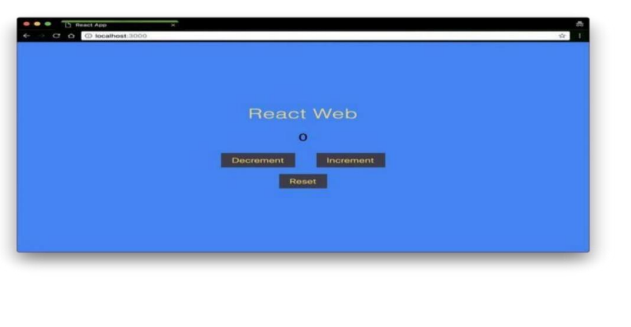 React App
localhost:3000
React Web
0
Decrement Increment
Reset